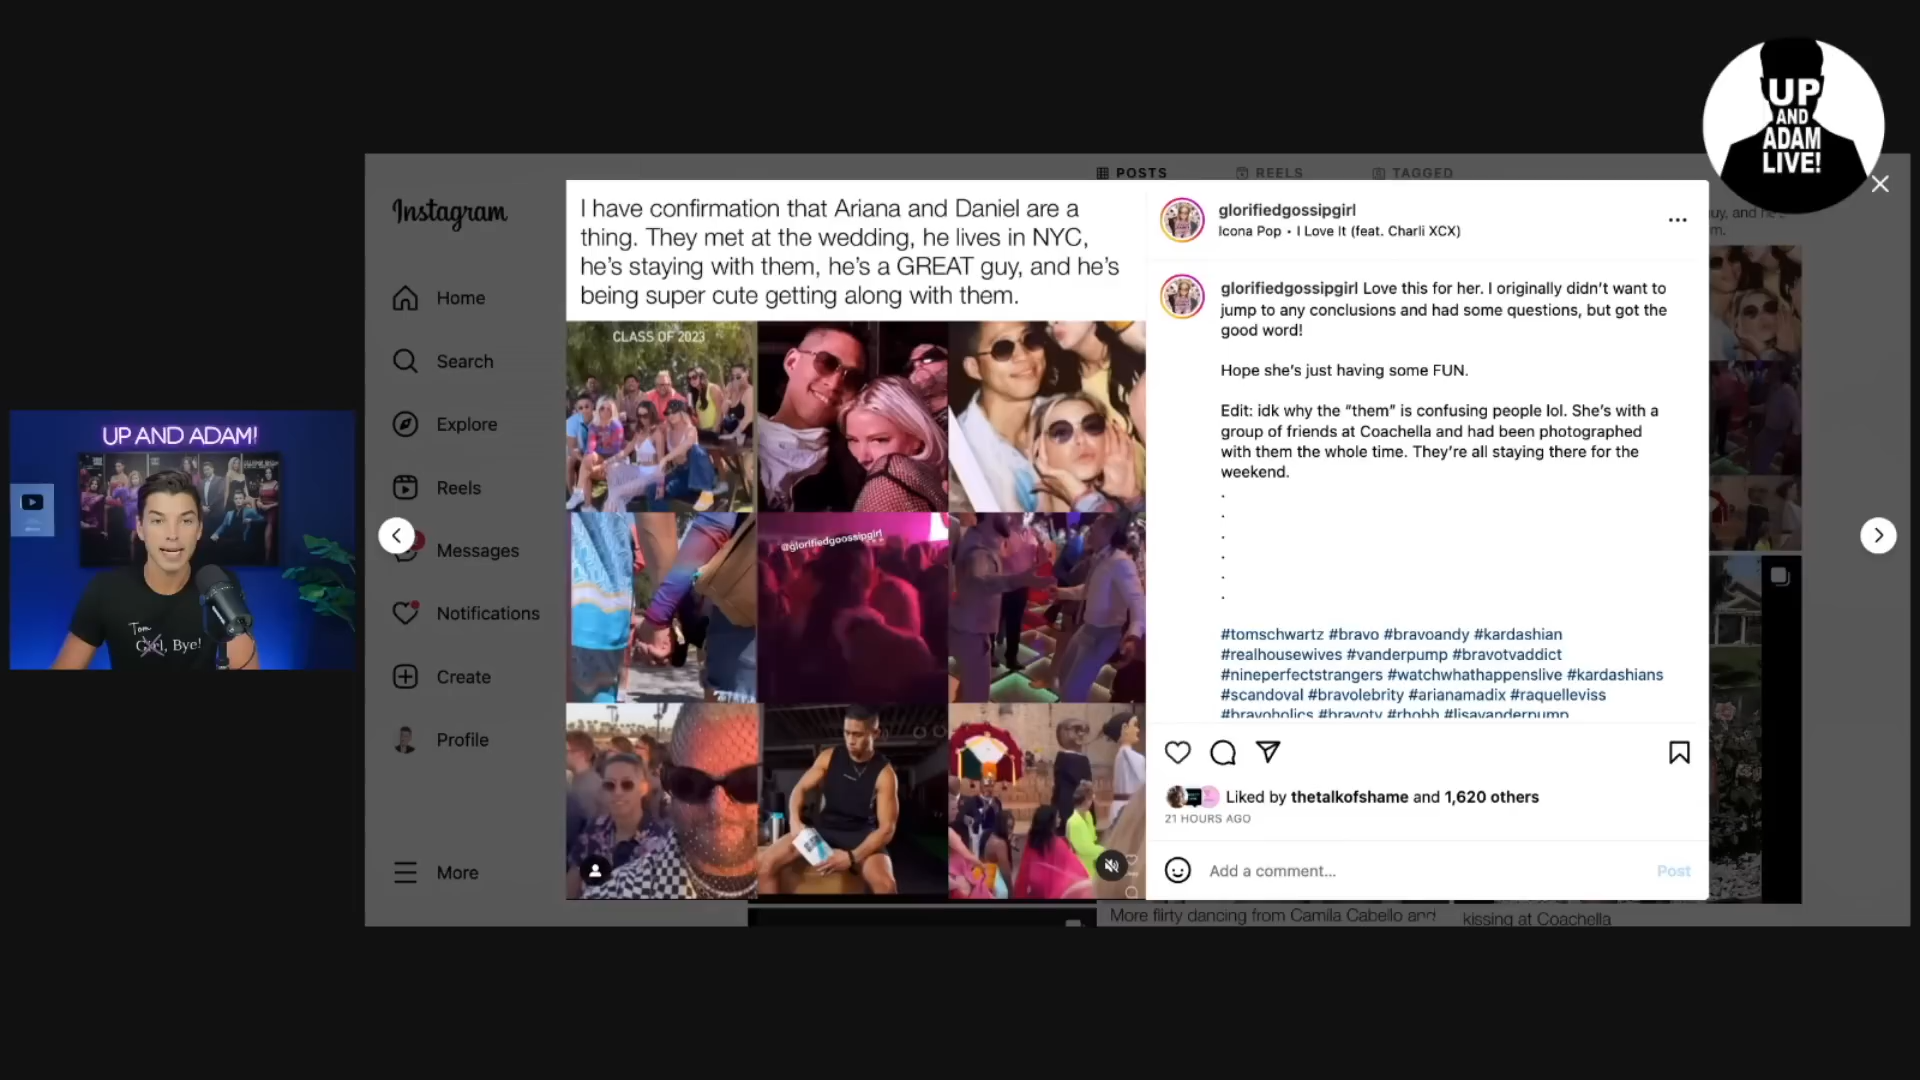 UP
AND
ADAM
LIVE!
POSTS
REELS
TAGGED
Instagram
Home
Search
Explore
Reels
Messages
Notifications
Create
Profile
More
UP AND ADAM!
Tom
Girl, Bye!
I have confirmation that Ariana and Daniel are a
thing. They met at the wedding, he lives in NYC,
he's staying with them, he's a GREAT guy, and he's
being super cute getting along with them.
CLASS OF 2023
@glorifiedgoossipgirl
glorifiedgossipgirl
Icona Pop • I Love It (feat. Charli XCX)
glorifiedgossipgirl Love this for her. I originally didn't want to
jump to any conclusions and had some questions, but got the
good word!
Hope she's just having some FUN.
Edit: idk why the "them" is confusing people lol. She's with a
group of friends at Coachella and had been photographed
with them the whole time. They're all staying there for the
weekend.
.
.
.
.
.
.
#tomschwartz #bravo #bravoandy #kardashian
#realhousewives #vanderpump #bravotvaddict
#nineperfectstrangers #watchwhathappenslive #kardashians
#scandoval #bravolebrity #arianamadix #raquelleviss
#bravoholics #bravotv #rhobh #lisavanderpump
Liked by thetalkofshame and 1,620 others
21 HOURS AGO
Add a comment...
Post
More flirty dancing from Camila Cabello and
kissing at Coachella